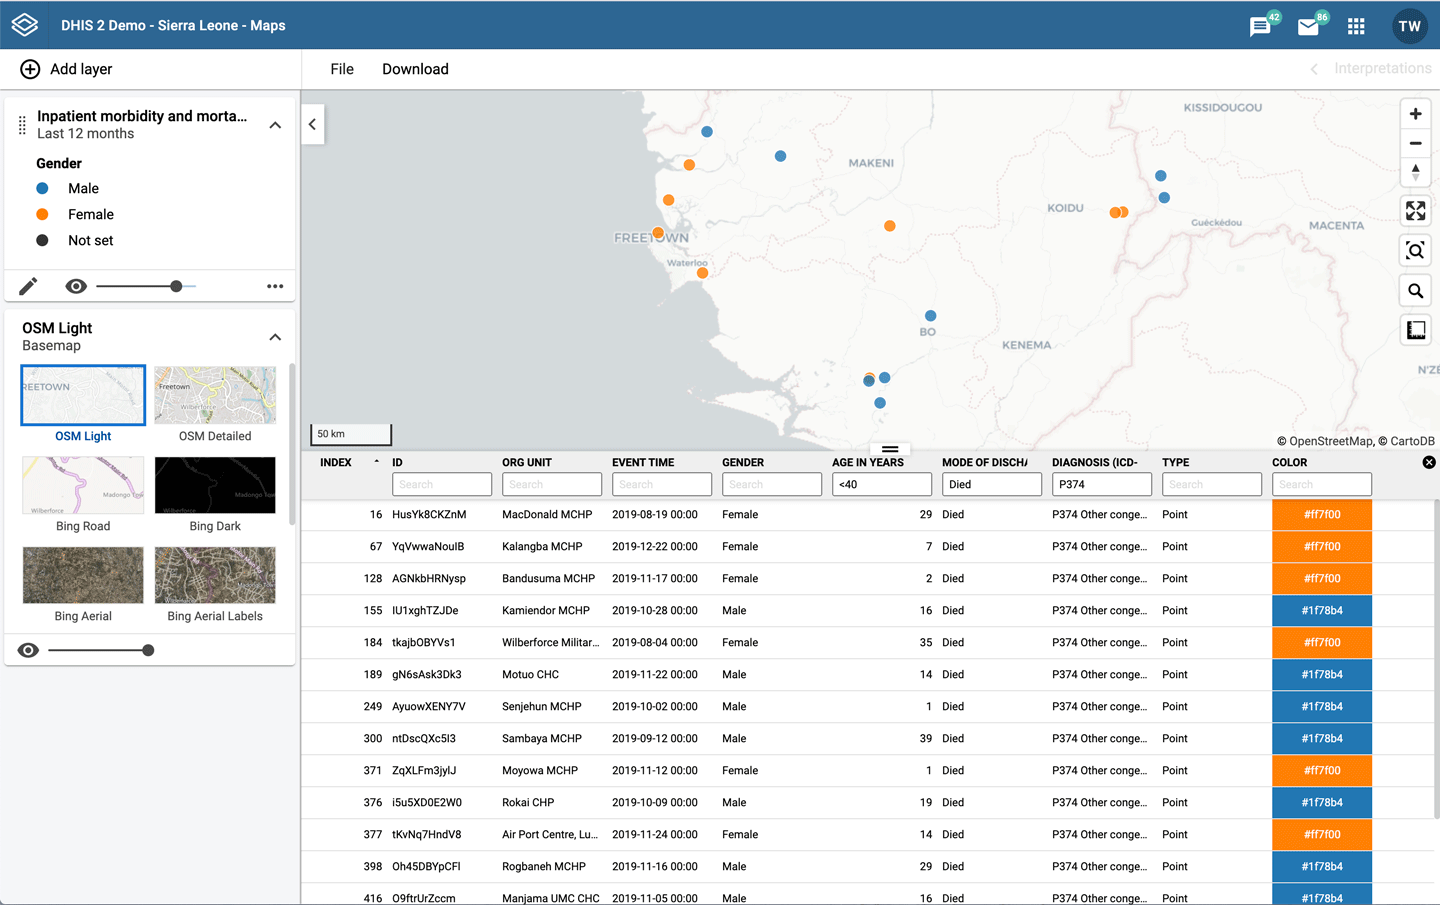 DHIS 2 Demo - Sierra Leone - Maps
42
86
TW
Add layer
File
Download
Interpretations
Inpatient morbidity and morta...
Last 12 months
Gender
Male
Female
Not set
OSM Light
Basemap
REETOWN
OSM Light
Freetown
Wilberforce
OSM Detailed
Madongo Tow
Wilberforce
Bing Road
Madongo Tow
Bing Dark
Bing Aerial
Bing Aerial Labels
KISSIDOUGOU
MAKENI
KOIDU
Guéckédou
MACENTA
FREETOWN
Waterloo
BO
KENEMA
N'ZÉ
50 km
© OpenStreetMap, © CartoDB
INDEX ID ORG UNIT EVENT TIME GENDER AGE IN YEARS MODE OF DISCHA DIAGNOSIS (ICD- TYPE COLOR
Search Search Search Search <40 Died P374 Search Search
16 HusYk8CKZnM MacDonald MCHP 2019-08-19 00:00 Female 29 Died P374 Other conge... Point #ff7f00
67 YqVwwaNoulB Kalangba MCHP 2019-12-22 00:00 Female 7 Died P374 Other conge... Point #ff7f00
128 AGNkbHRNysp Bandusuma MCHP 2019-11-17 00:00 Female 2 Died P374 Other conge... Point #ff7f00
155 IU1xghTZJDe Kamiendor MCHP 2019-10-28 00:00 Male 16 Died P374 Other conge... Point #1f78b4
184 tkajbOBYVs1 Wilberforce Militar... 2019-08-04 00:00 Female 35 Died P374 Other conge... Point #ff7f00
189 gN6sAsk3Dk3 Motuo CHC 2019-11-22 00:00 Male 14 Died P374 Other conge... Point #1f78b4
249 AyuowXENY7V Senjehun MCHP 2019-10-02 00:00 Male 1 Died P374 Other conge... Point #1f78b4
300 ntDscQXc5I3 Sambaya MCHP 2019-09-12 00:00 Male 39 Died P374 Other conge... Point #1f78b4
371 ZqXLFm3jylJ Moyowa MCHP 2019-11-12 00:00 Female 1 Died P374 Other conge... Point #ff7f00
376 i5u5XD0E2W0 Rokai CHP 2019-10-09 00:00 Male 19 Died P374 Other conge... Point #1f78b4
377 tKvNq7HndV8 Air Port Centre, Lu... 2019-11-24 00:00 Female 14 Died P374 Other conge... Point #ff7f00
398 Oh45DBYpCFl Rogbaneh MCHP 2019-11-16 00:00 Male 29 Died P374 Other conge... Point #1f78b4
416 O9ftrUrZccm Manjama UMC CHC 2019-11-05 00:00 Male 16 Died P374 Other conge... Point #1f78b4